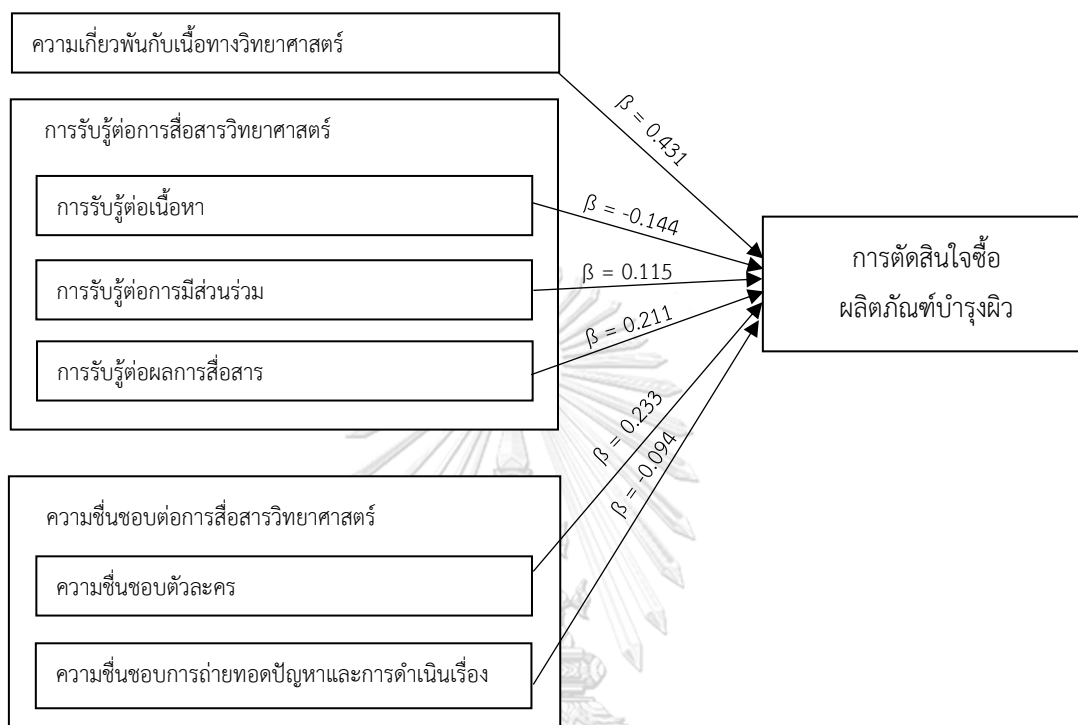 ความเกี่ยวพันกับเนื้อทางวิทยาศาสตร์
β = 0.431
การรับรู้ต่อการสื่อสารวิทยาศาสตร์
การรับรู้ต่อเนื้อหา
β = -0.144
การรับรู้ต่อการมีส่วนร่วม
β = 0.115
การรับรู้ต่อผลการสื่อสาร
β = 0.211
การตัดสินใจซื้อ
ผลิตภัณฑ์บำรุงผิว
ความชื่นชอบต่อการสื่อสารวิทยาศาสตร์
ความชื่นชอบตัวละคร
β = 0.233
ความชื่นชอบการถ่ายทอดปัญหาและการดำเนินเรื่อง
β = -0.094